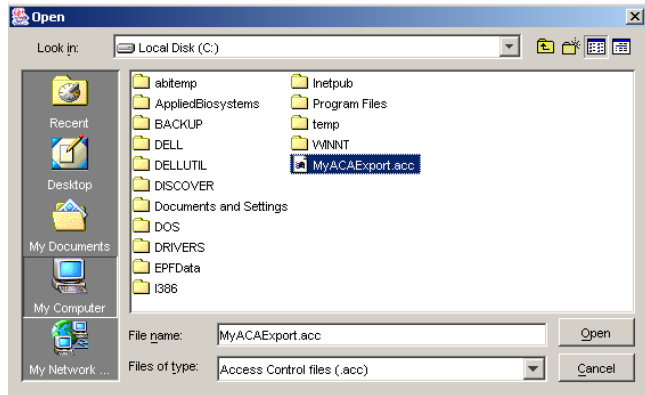 Open
Look in: Local Disk (C:)
Recent
Desktop
My Documents
My Computer
My Network ...
abitemp
AppliedBiosystems
BACKUP
DELL
DELLUTIL
DISCOVER
Documents and Settings
DOS
DRIVERS
EPFData
I386
Inetpub
Program Files
temp
WINNT
MyACAExport.acc
File name: MyACAExport.acc Open
Files of type: Access Control files (.acc) Cancel